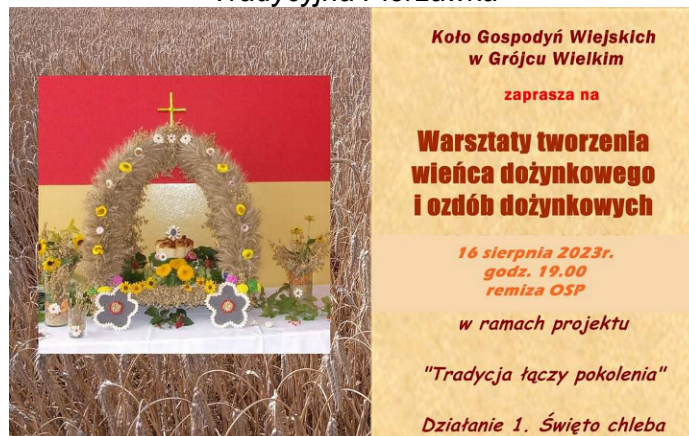 Koło Gospodyń Wiejskich
w Grójcu Wielkim
zaprasza na
Warsztaty tworzenia
wieńca dożynkowego
i ozdób dożynkowych
16 sierpnia 2023r.
godz. 19.00
remiza OSP
w ramach projektu
"Tradycja łączy pokolenia"
Działanie 1. Święto chleba